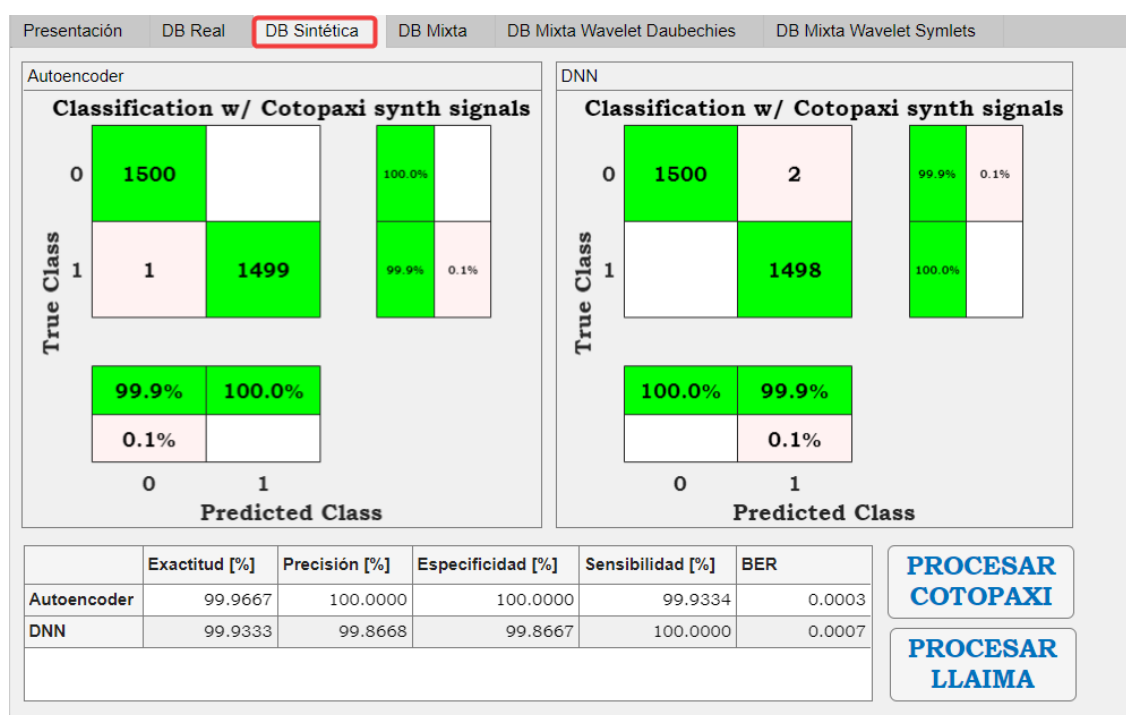 Presentación DB Real DB Sintética DB Mixta DB Mixta Wavelet Daubechies DB Mixta Wavelet Symlets
Autoencoder
Classification w/ Cotopaxi synth signals
True Class
0 1500 100.0%
1 1 1499 99.9% 0.1%
99.9% 100.0%
0.1%
0 1
Predicted Class
DNN
Classification w/ Cotopaxi synth signals
True Class
0 1500 2 99.9% 0.1%
1 1498 100.0%
100.0% 99.9%
0.1%
0 1
Predicted Class
Exactitud [%] Precisión [%] Especificidad [%] Sensibilidad [%] BER
Autoencoder 99.9667 100.0000 100.0000 99.9334 0.0003
DNN 99.9333 99.8668 99.8667 100.0000 0.0007
PROCESAR
COTOPAXI
PROCESAR
LLAIMA